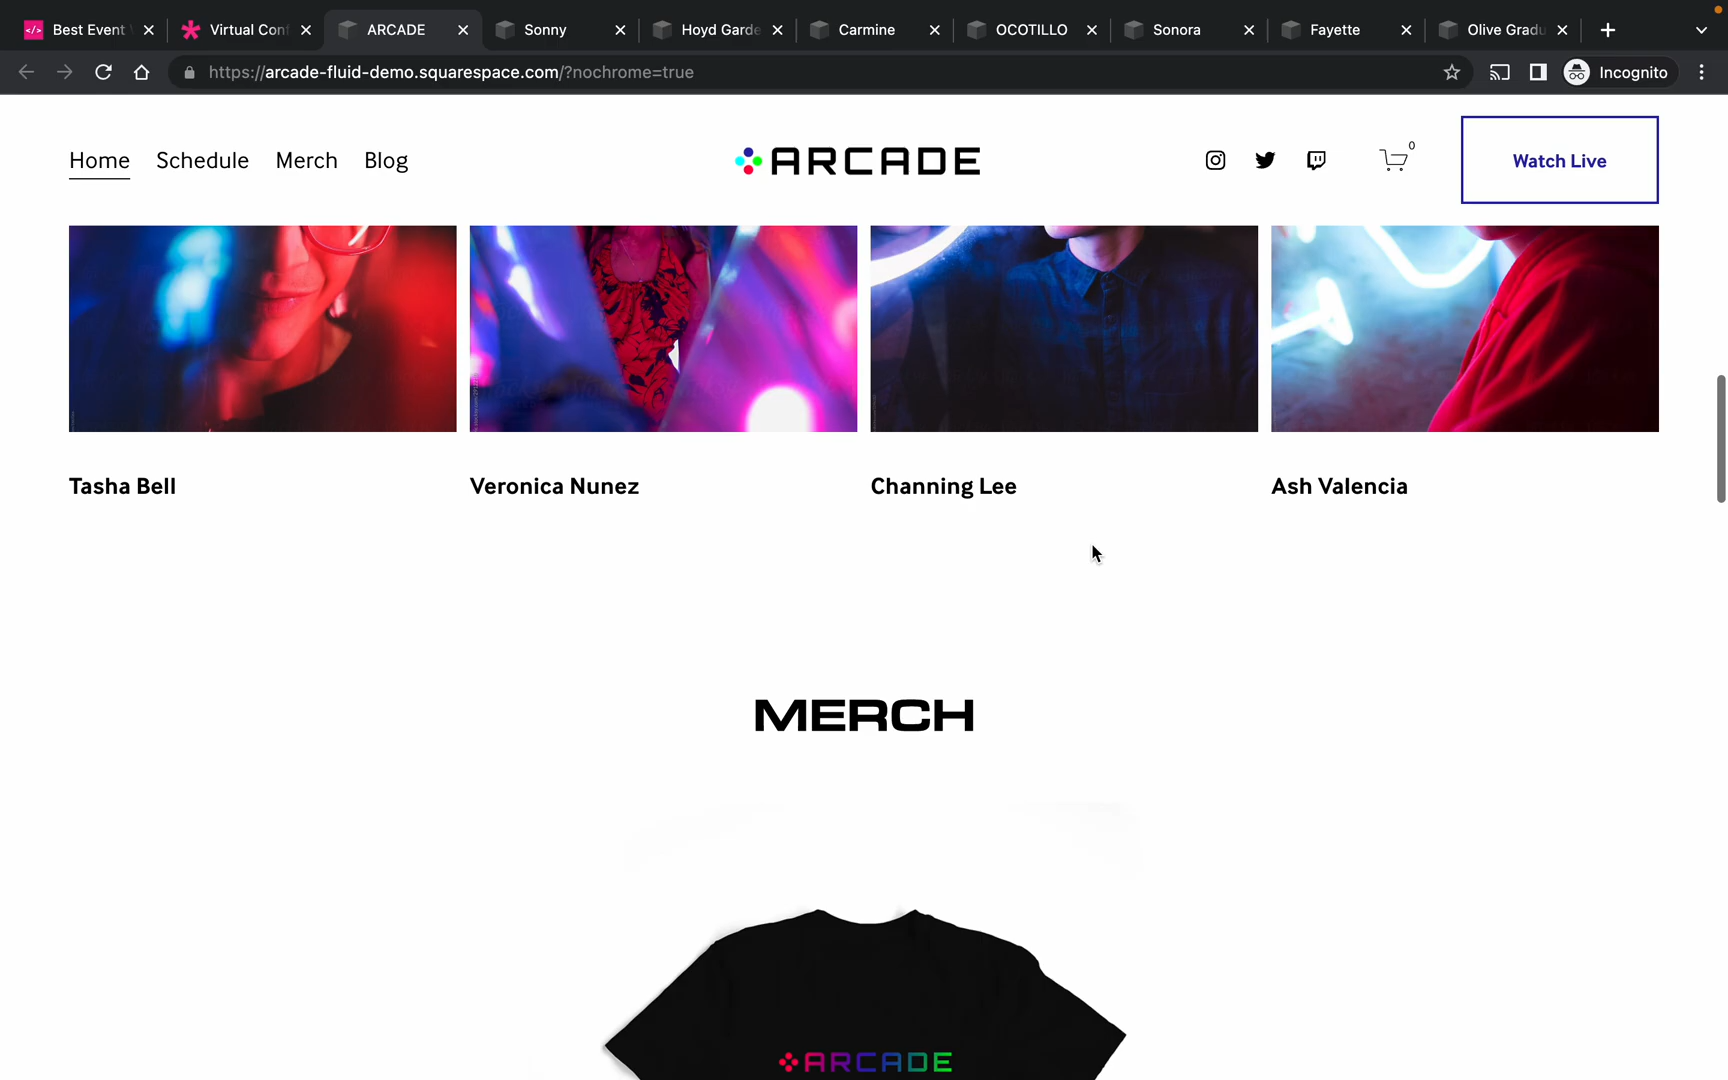 Best Event
Virtual Conf
ARCADE
Sonny
Hoyd Garde
Carmine
OCOTILLO
Sonora
Fayette
Olive Gradu
https://arcade-fluid-demo.squarespace.com/?nochrome=true
Incognito
Home
Schedule
Merch
Blog
ARCADE
0
Watch Live
Tasha Bell
Veronica Nunez
Channing Lee
Ash Valencia
MERCH
ARCADE